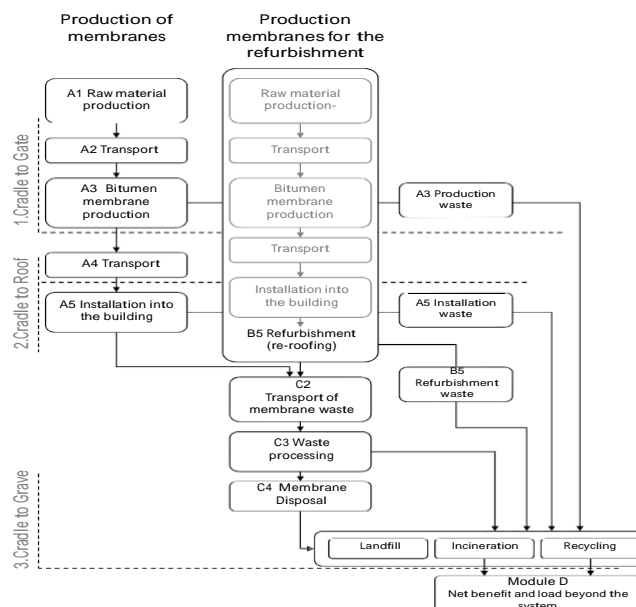 Production of
membranes
Production
membranes for the
refurbishment
A1 Raw material
production
A2 Transport
A3 Bitumen
membrane
production
A4 Transport
A5 Installation into
the building
Raw material
production-
Transport
Bitumen
membrane
production
Transport
Installation into
the building
B5 Refurbishment
(re-roofing)
A3 Production
waste
A5 Installation
waste
B5
Refurbishment
waste
C2
Transport of
membrane waste
C3 Waste
processing
C4 Membrane
Disposal
Landfill
Incineration
Recycling
Module D
Net benefit and load beyond the
system
1.Cradle to Gate
2.Cradle to Roof
3.Cradle to Grave